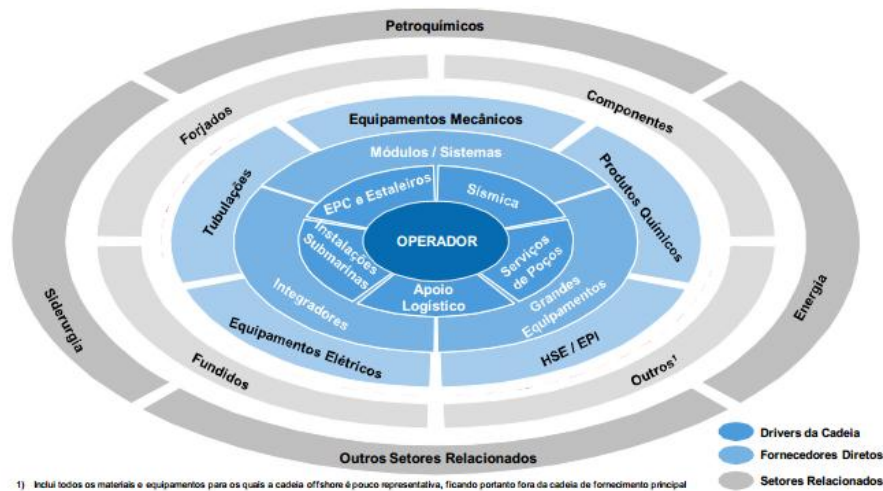 Petroquímicos
Forjados
Componentes
Equipamentos Mecânicos
Módulos / Sistemas
Tubulações
Produtos Químicos
EPC e Estaleiros
Sísmica
OPERADOR
Instalações
Submarinas
Serviços
de Poços
Apoio
Logístico
Integradores
Grandes
Equipamentos
Siderurgia
Energia
Equipamentos Elétricos
HSE / EPI
Fundidos
Outros¹
Outros Setores Relacionados
Drivers da Cadeia
Fornecedores Diretos
Setores Relacionados
1) Inclui todos os materiais e equipamentos para os quais a cadeia offshore é pouco representativa, ficando portanto fora da cadeia de fornecimento principal